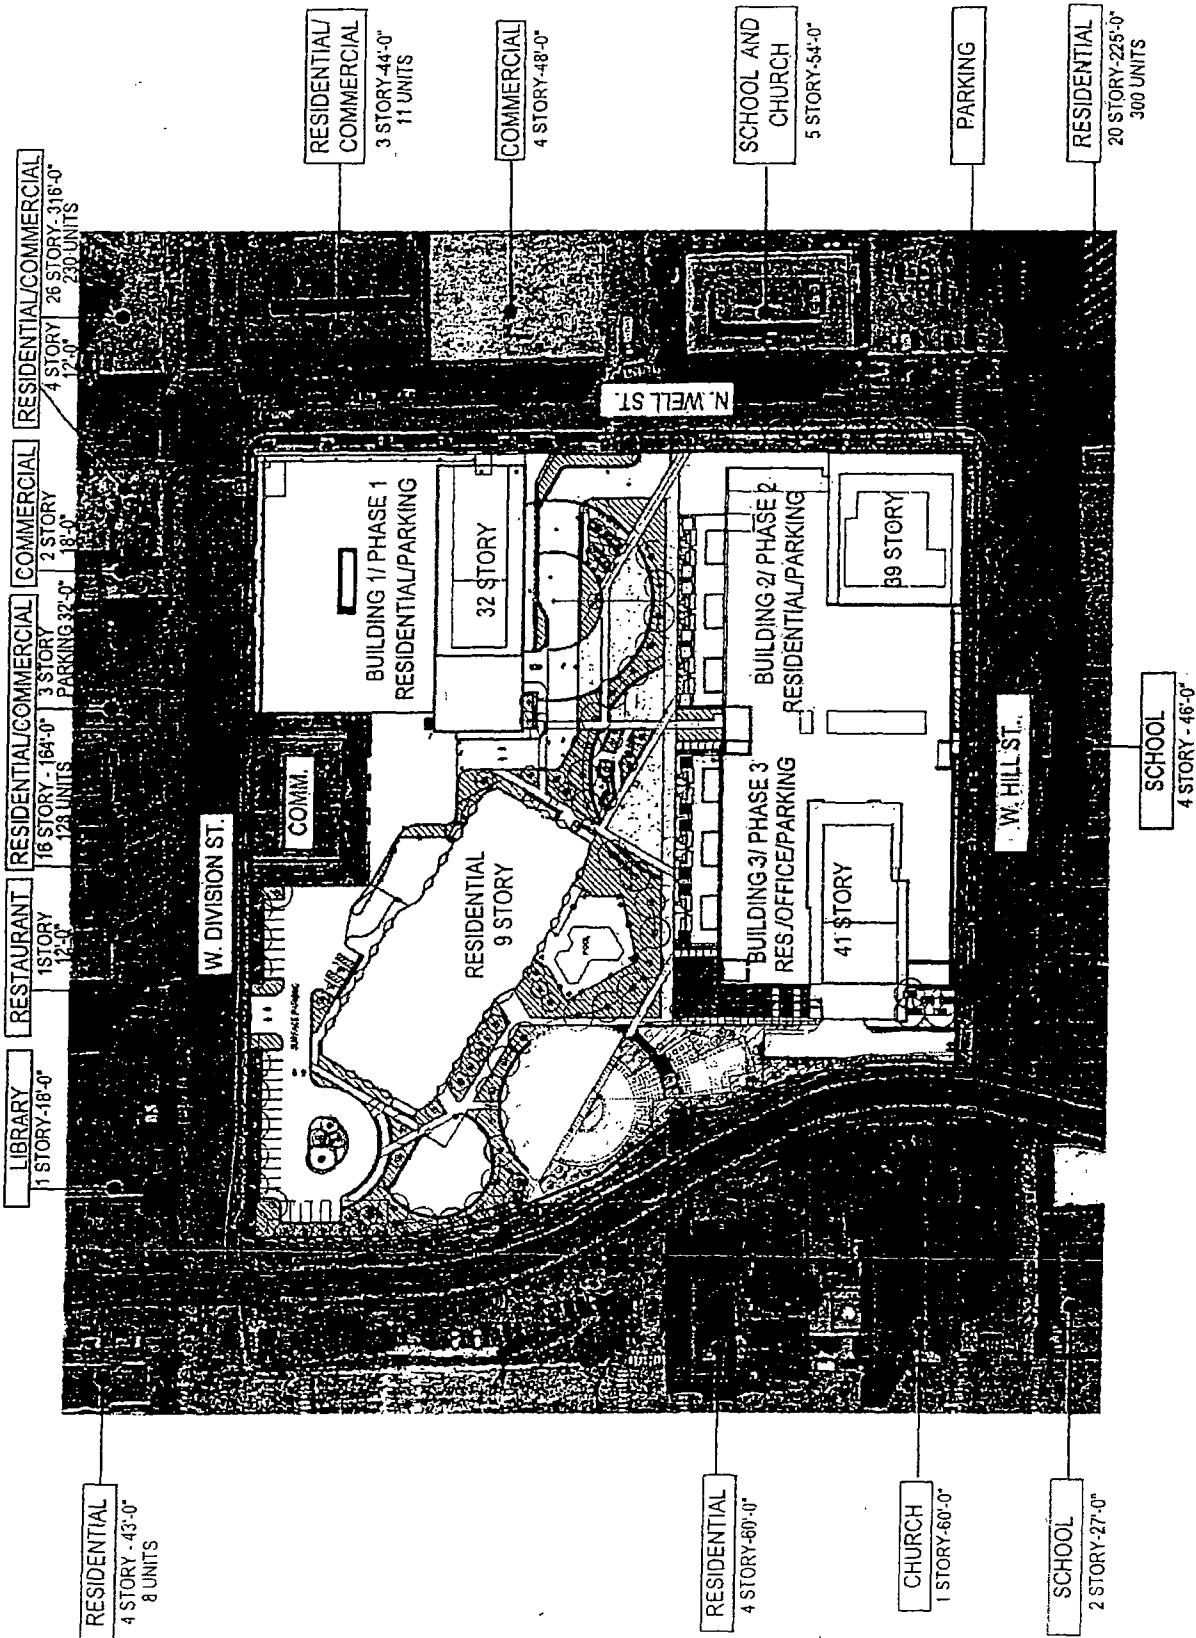 LIBRARY
1 STORY-18'-0"
RESTAURANT
1STORY
12'-0"
RESIDENTIAL/COMMERCIAL
16 STORY - 164'-0"
128 UNITS
3 STORY
PARKING 32'-0"
COMMERCIAL
2 STORY
18'-0"
RESIDENTIAL/COMMERCIAL
4 STORY
12'-0"
26 STORY - 316'-0"
230 UNITS
RESIDENTIAL
4 STORY - 43'-0"
8 UNITS
RESIDENTIAL/
COMMERCIAL
3 STORY-44'-0"
11 UNITS
W. DIVISION ST.
SURFACE PARKING
COMM.
BUILDING 1/ PHASE 1
RESIDENTIAL/PARKING
32 STORY
COMMERCIAL
4 STORY-48'-0"
RESIDENTIAL
9 STORY
POOL
N. WELL ST.
RESIDENTIAL
4 STORY-60'-0"
BUILDING 3/ PHASE 3
RES./OFFICE/PARKING
41 STORY
BUILDING 2/ PHASE 2
RESIDENTIAL/PARKING
39 STORY
SCHOOL AND
CHURCH
5 STORY-54'-0"
CHURCH
1 STORY-60'-0"
W. HILL ST.
PARKING
SCHOOL
2 STORY-27'-0"
SCHOOL
4 STORY - 46'-0"
RESIDENTIAL
20 STORY-225'-0"
300 UNITS